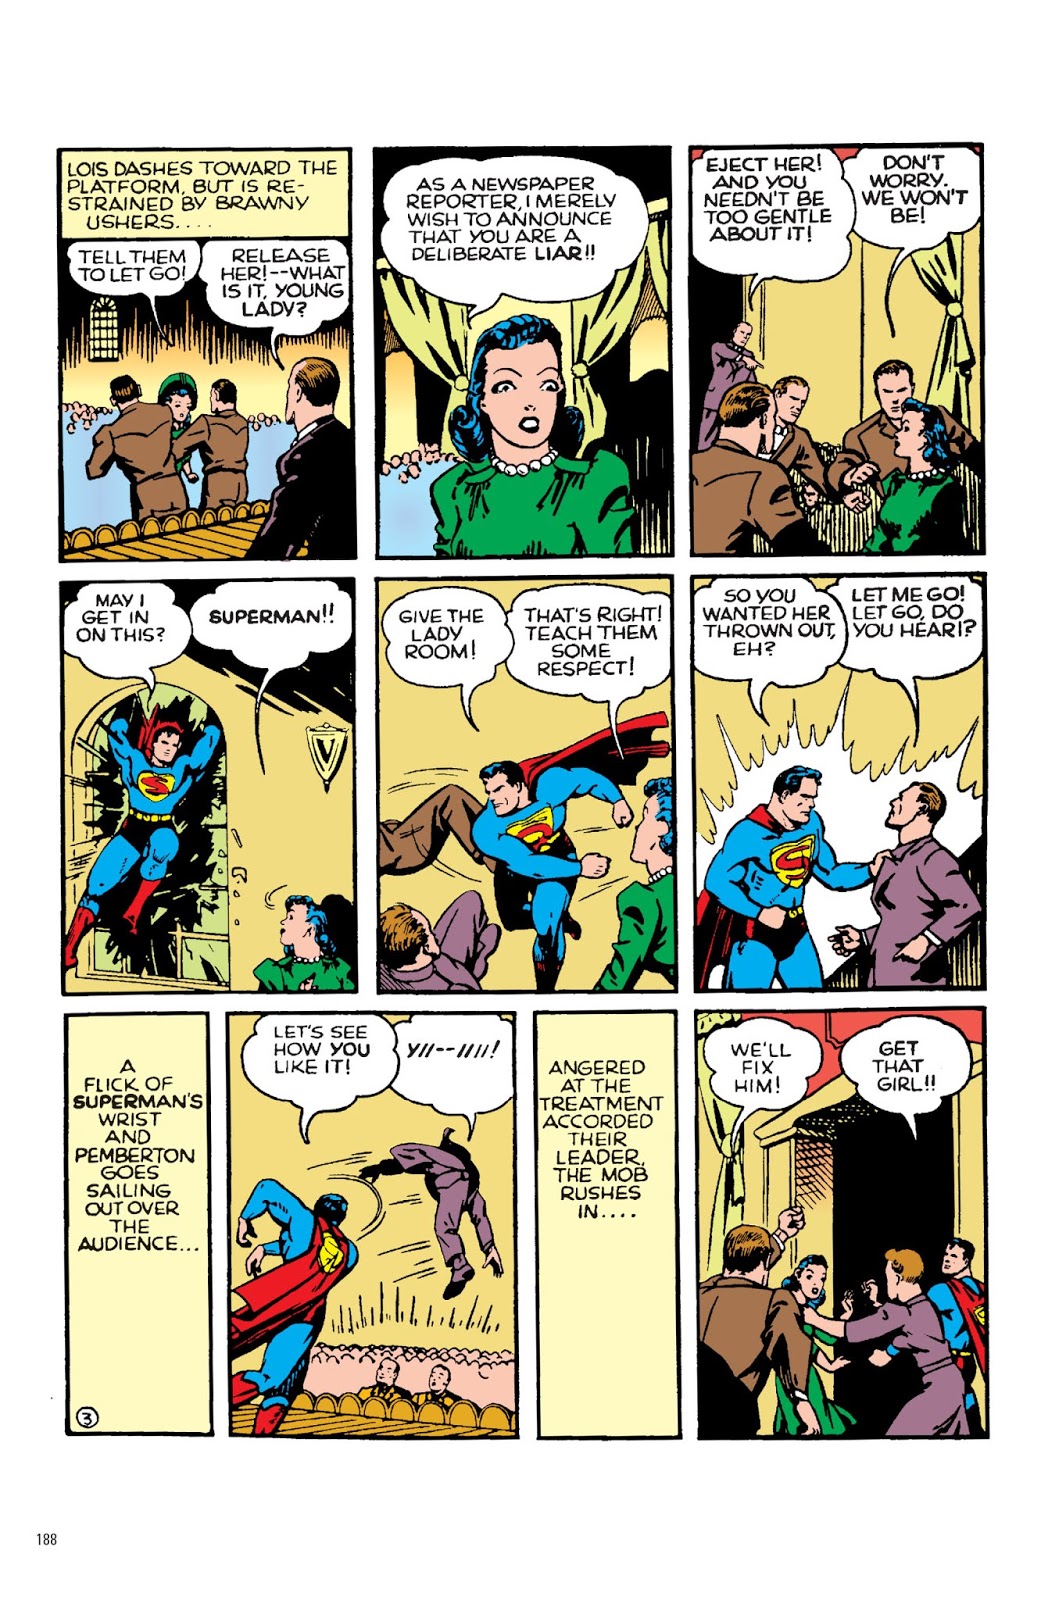 LOIS DASHES TOWARD THE
PLATFORM, BUT IS RE-
STRAINED BY BRAWNY
USHERS....
TELL THEM
TO LET GO!
RELEASE
HER!--WHAT
IS IT, YOUNG
LADY?
AS A NEWSPAPER
REPORTER, I MERELY
WISH TO ANNOUNCE
THAT YOU ARE A
DELIBERATE LIAR!!
EJECT HER!
AND YOU
NEEDN'T BE
TOO GENTLE
ABOUT IT!
DON'T
WORRY.
WE WON'T
BE!
MAY I
GET IN
ON THIS?
SUPERMAN!!
GIVE THE
LADY
ROOM!
THAT'S RIGHT!
TEACH THEM
SOME
RESPECT!
SO YOU
WANTED HER
THROWN OUT,
EH?
LET ME GO!
LET GO, DO
YOU HEAR!?
A
FLICK OF
SUPERMAN'S
WRIST
AND
PEMBERTON
GOES
SAILING
OUT OVER
THE
AUDIENCE...
3
LET'S SEE
HOW YOU
LIKE IT!
YII--IIII!
ANGERED
AT THE
TREATMENT
ACCORDED
THEIR
LEADER,
THE MOB
RUSHES
IN....
WE'LL
FIX
HIM!
GET
THAT
GIRL!!
188